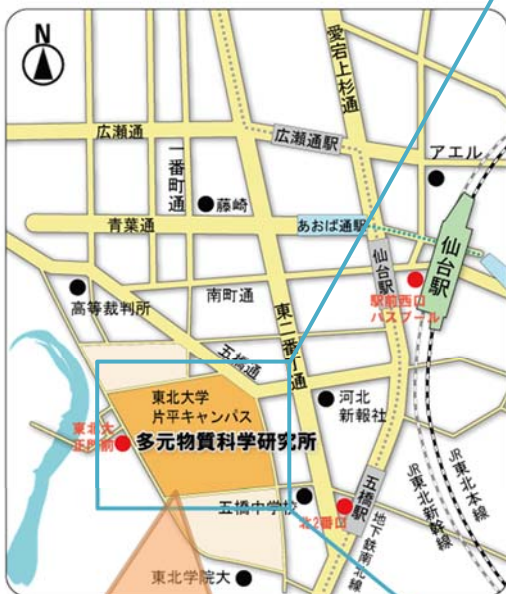 N
愛宕上杉通
広瀬通
広瀬通駅
一番町通
アエル
藤崎
青葉通
あおば通駅
仙台駅
仙台駅
高等裁判所
南町通
駅前西口
バスプール
東二番丁通
五橋通
東北大学
片平キャンパス
河北
新報社
東北大
正門前
多元物質科学研究所
五橋中学校
北2番口
五橋駅
地下鉄南北線
JR東北新幹線
JR東北本線
東北学院大